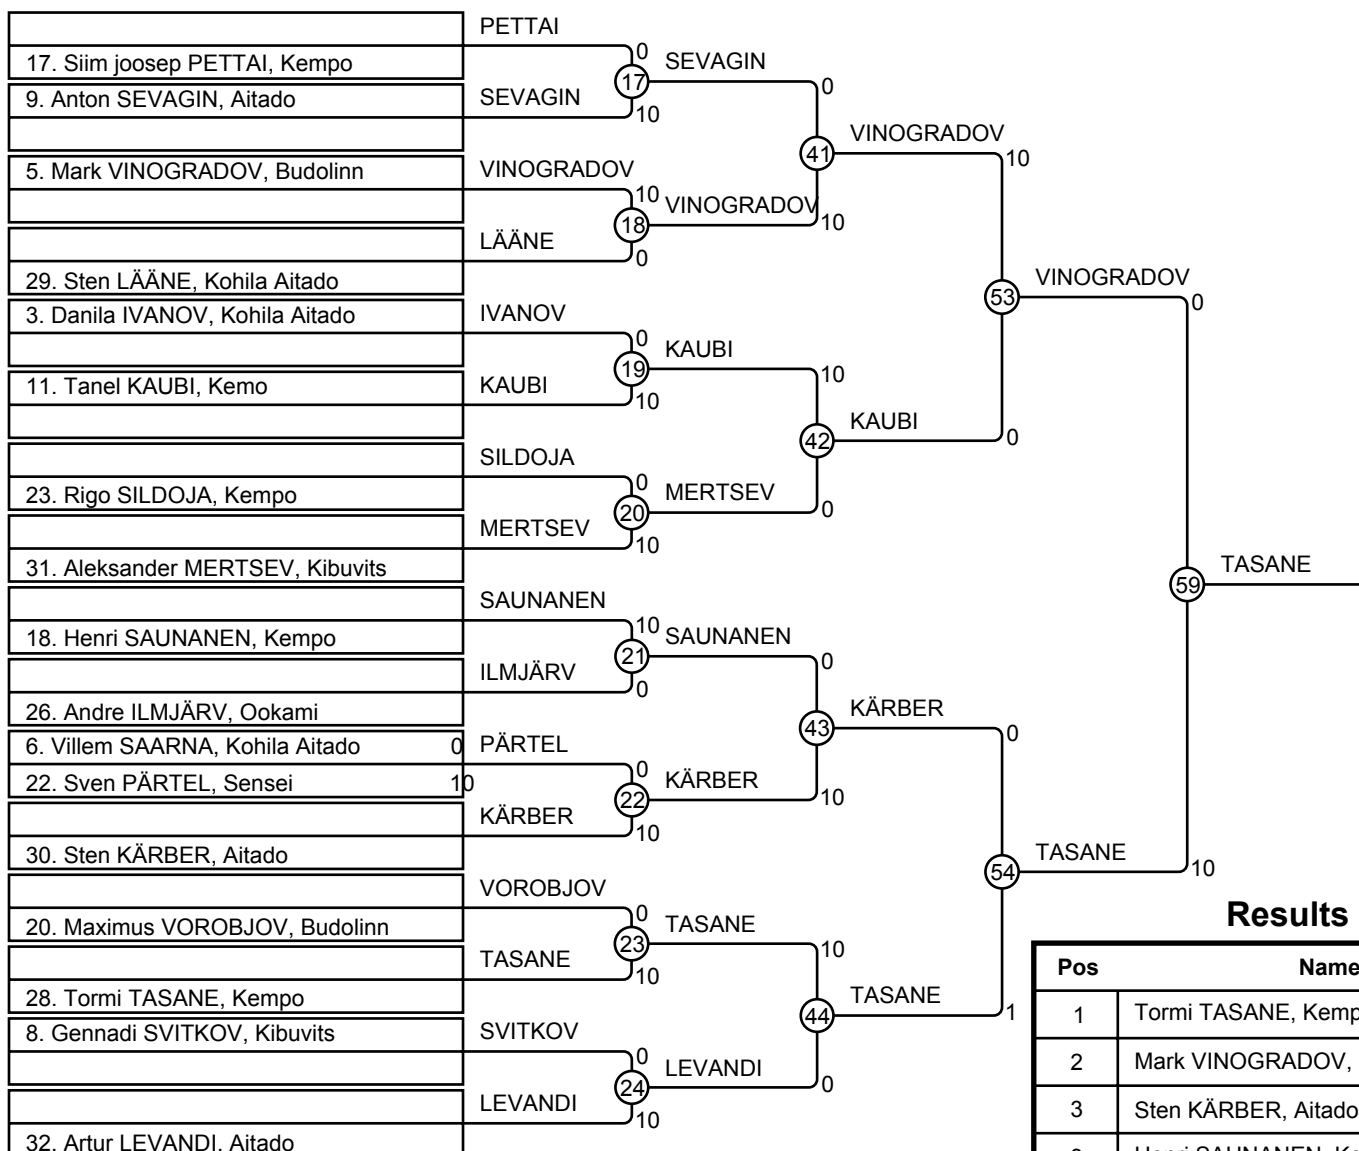 PETTAI
0
17. Siim joosep PETTAI, Kempo
17
SEVAGIN
0
9. Anton SEVAGIN, Aitado
SEVAGIN
10
41
VINOGRADOV
10
5. Mark VINOGRADOV, Budolinn
VINOGRADOV
10
VINOGRADOV
10
18
LÄÄNE
0
29. Sten LÄÄNE, Kohila Aitado
53
VINOGRADOV
0
3. Danila IVANOV, Kohila Aitado
IVANOV
0
KAUBI
10
19
11. Tanel KAUBI, Kemo
KAUBI
10
42
KAUBI
0
SILDOJA
0
23. Rigo SILDOJA, Kempo
20
MERTSEV
0
MERTSEV
10
31. Aleksander MERTSEV, Kibuvits
59
TASANE
SAUNANEN
10
18. Henri SAUNANEN, Kempo
21
SAUNANEN
0
ILMJÄRV
0
26. Andre ILMJÄRV, Ookami
43
KÄRBER
0
6. Villem SAARNA, Kohila Aitado 0
PÄRTEL
0
22. Sven PÄRTEL, Sensei 10
22
KÄRBER
10
KÄRBER
10
30. Sten KÄRBER, Aitado
54
TASANE
10
VOROBJOV
0
20. Maximus VOROBJOV, Budolinn
23
TASANE
10
TASANE
10
28. Tormi TASANE, Kempo
44
TASANE
1
8. Gennadi SVITKOV, Kibuvits
SVITKOV
0
24
LEVANDI
0
LEVANDI
10
32. Artur LEVANDI, Aitado
Results
Pos Name
1 Tormi TASANE, Kemp
2 Mark VINOGRADOV,
3 Sten KÄRBER, Aitado
Henri SAUNANEN,